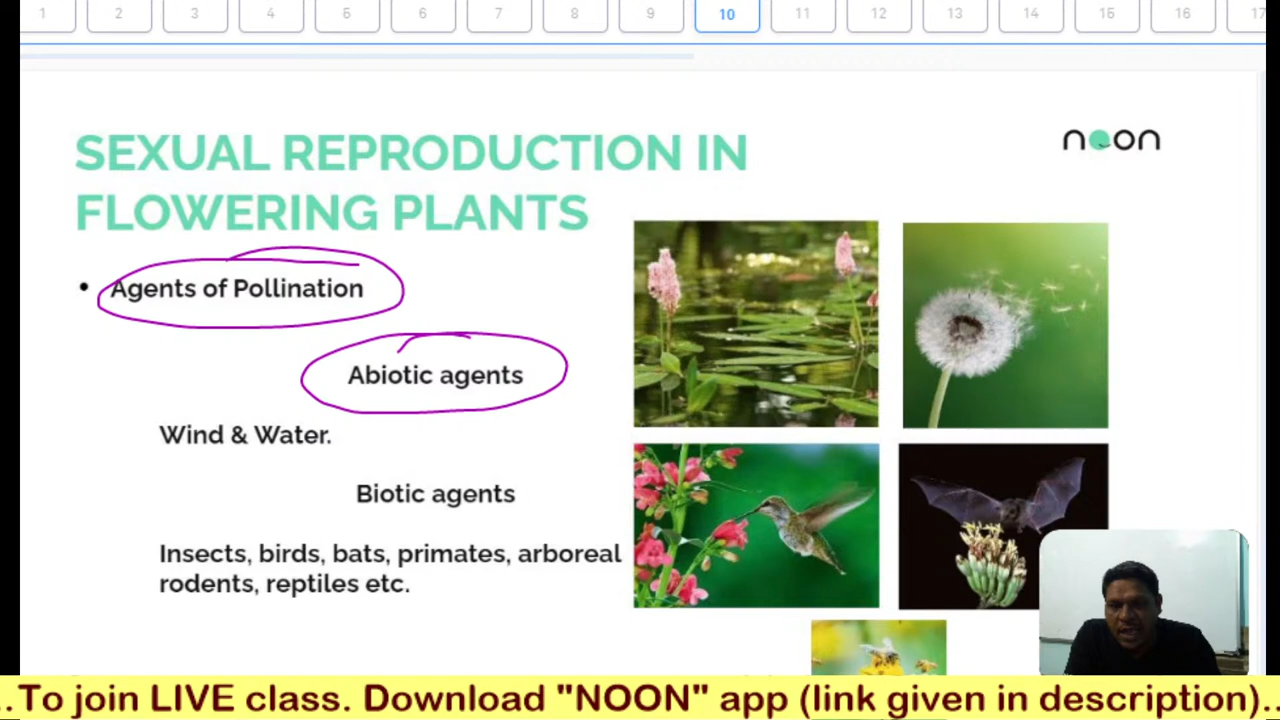 1 2 3 4 5 6 7 8 9 10 11 12 13 14 15 16 17
SEXUAL REPRODUCTION IN
FLOWERING PLANTS
noon
• Agents of Pollination
Abiotic agents
Wind & Water.
Biotic agents
Insects, birds, bats, primates, arboreal
rodents, reptiles etc.
..To join LIVE class. Download "NOON" app (link given in description)..